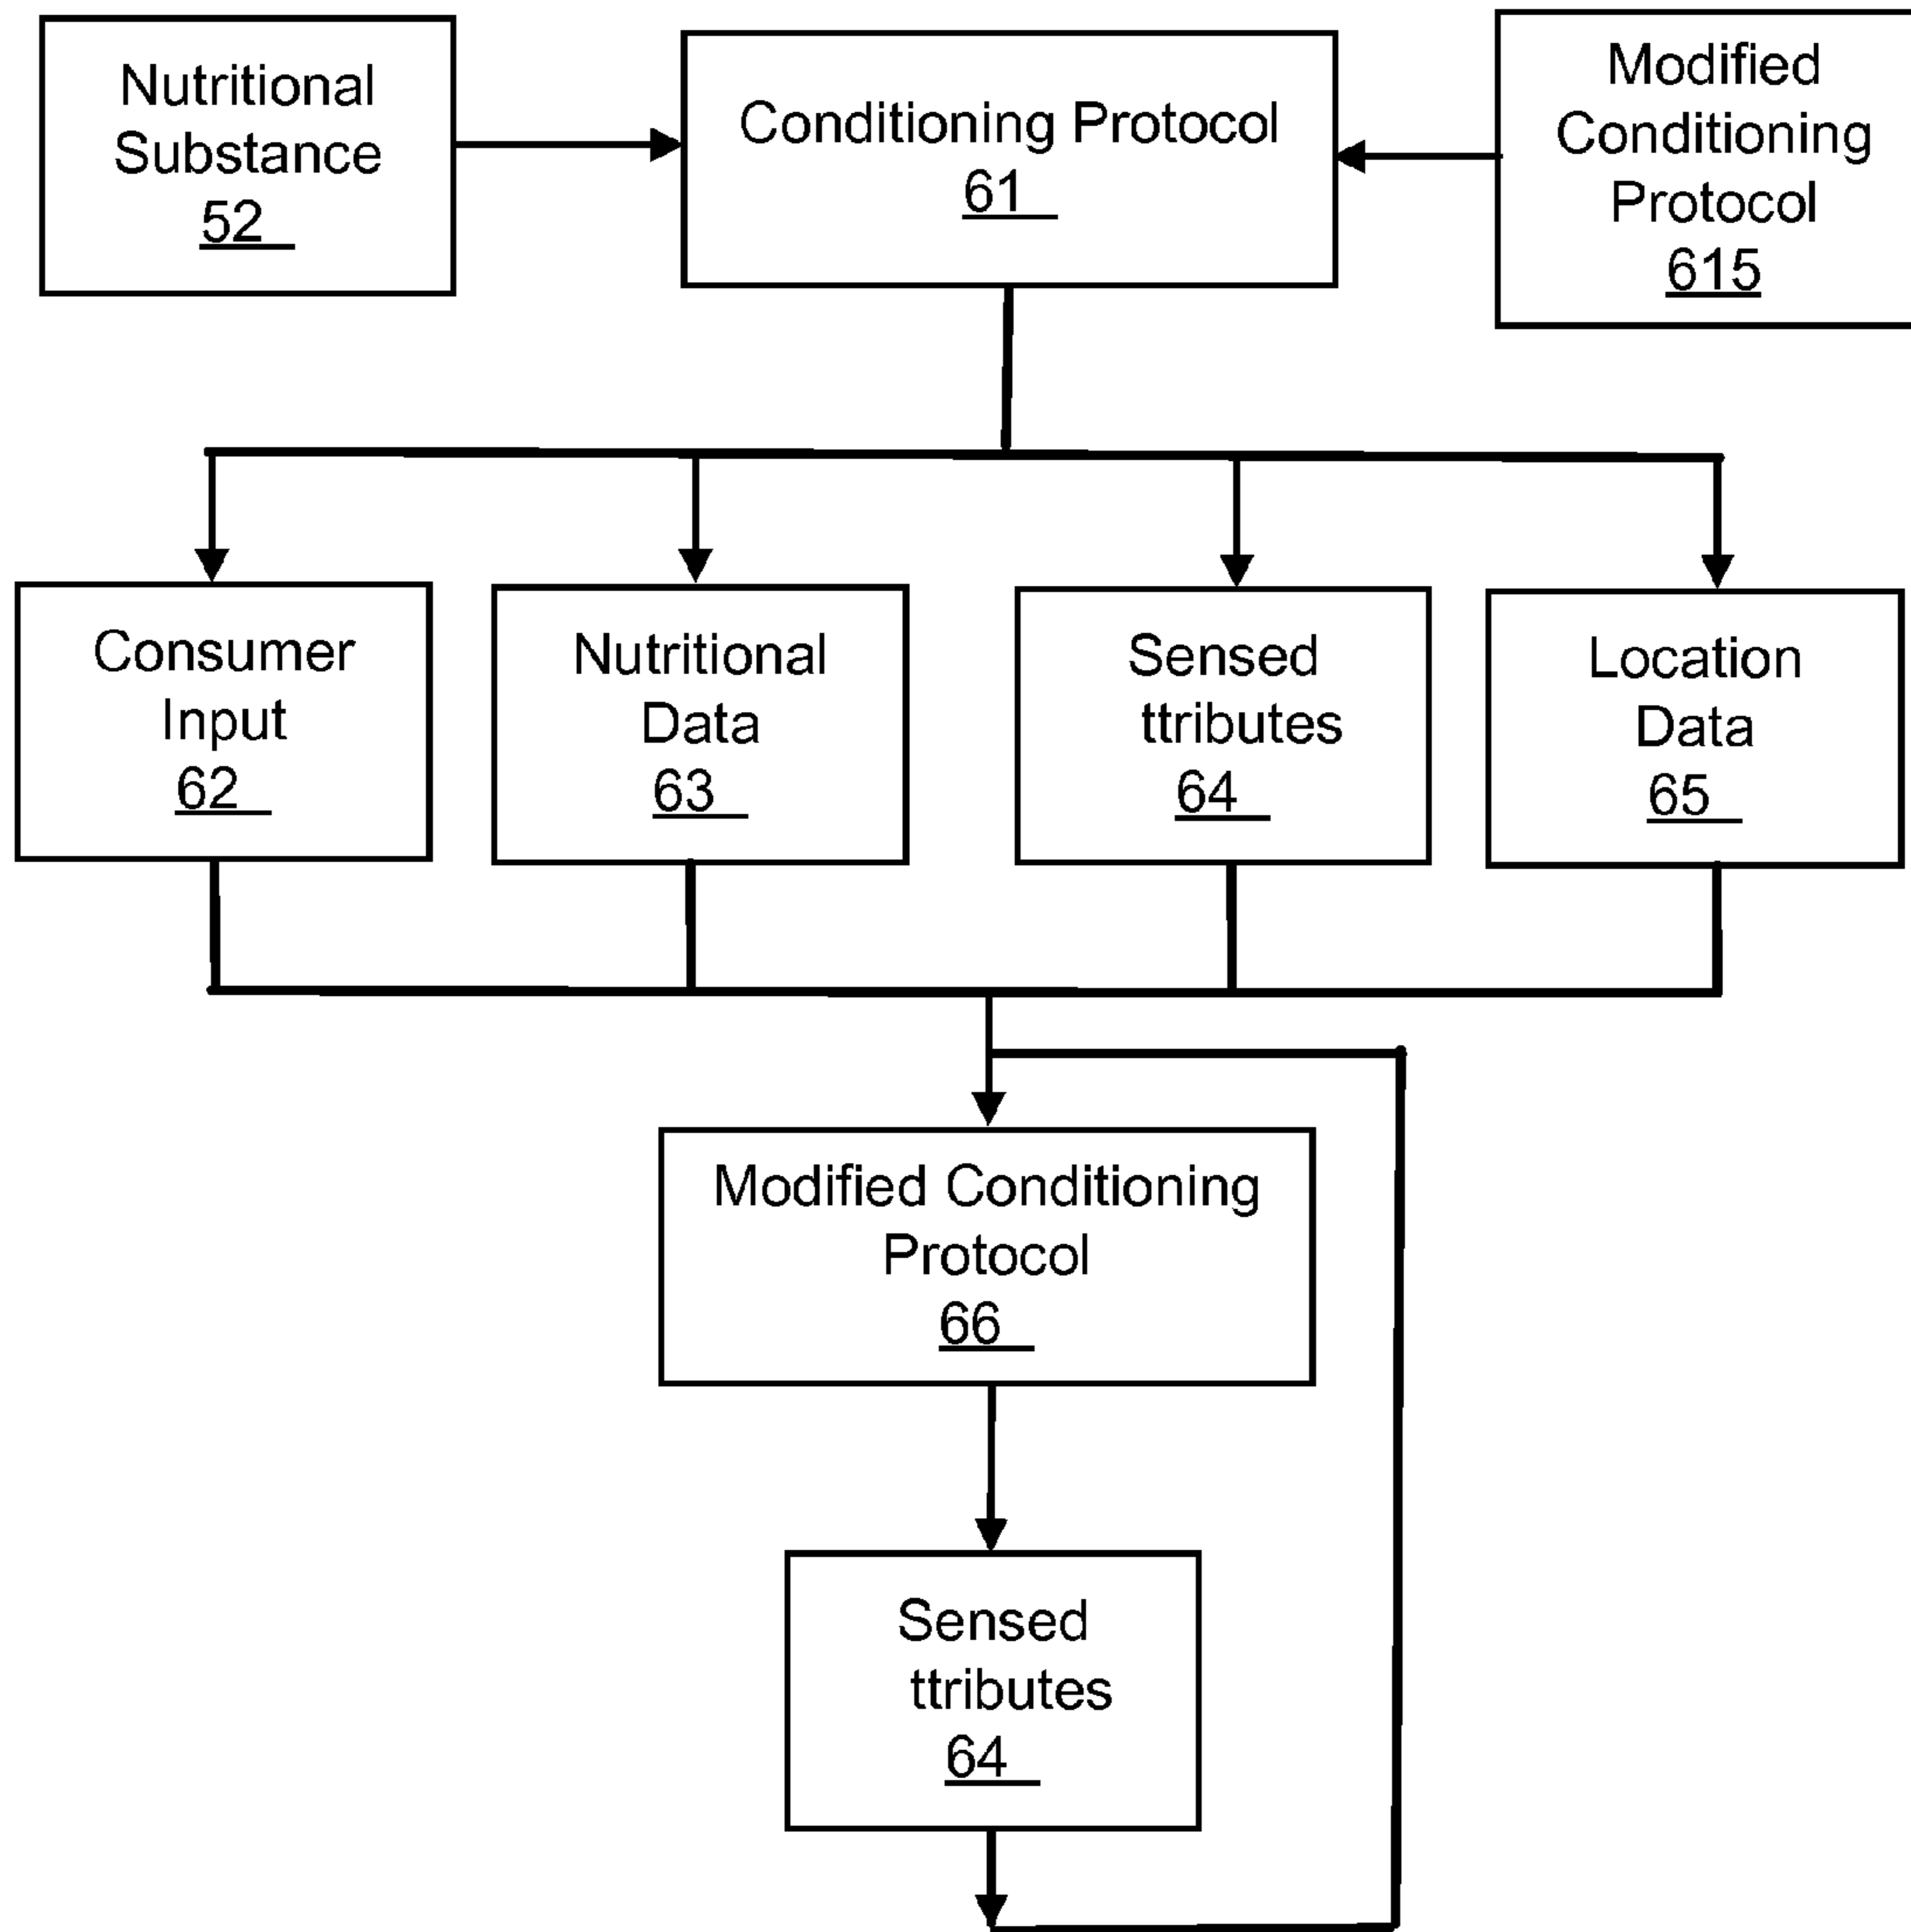 Nutritional
Substance
52
Conditioning Protocol
61
Modified
Conditioning
Protocol
615
Consumer
Input
62
Nutritional
Data
63
Sensed
ttributes
64
Location
Data
65
Modified Conditioning
Protocol
66
Sensed
ttributes
64